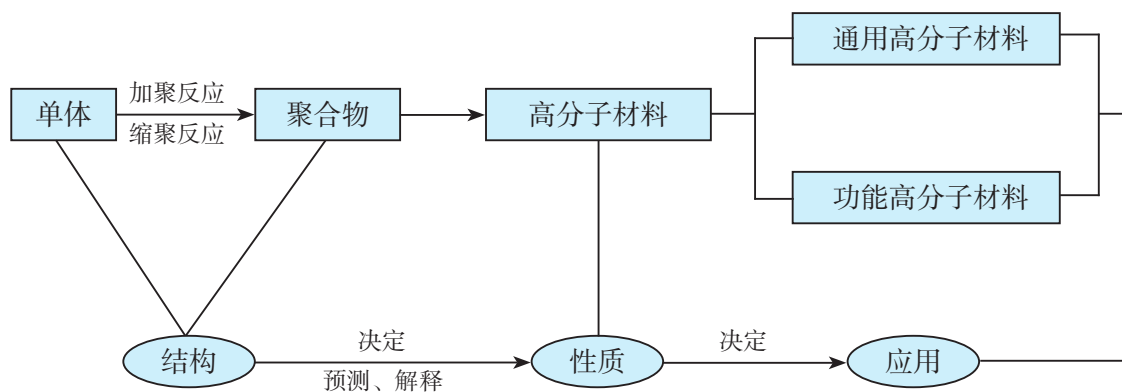 通用高分子材料
单体
加聚反应
缩聚反应
聚合物
高分子材料
功能高分子材料
结构
决定
预测、解释
性质
决定
应用